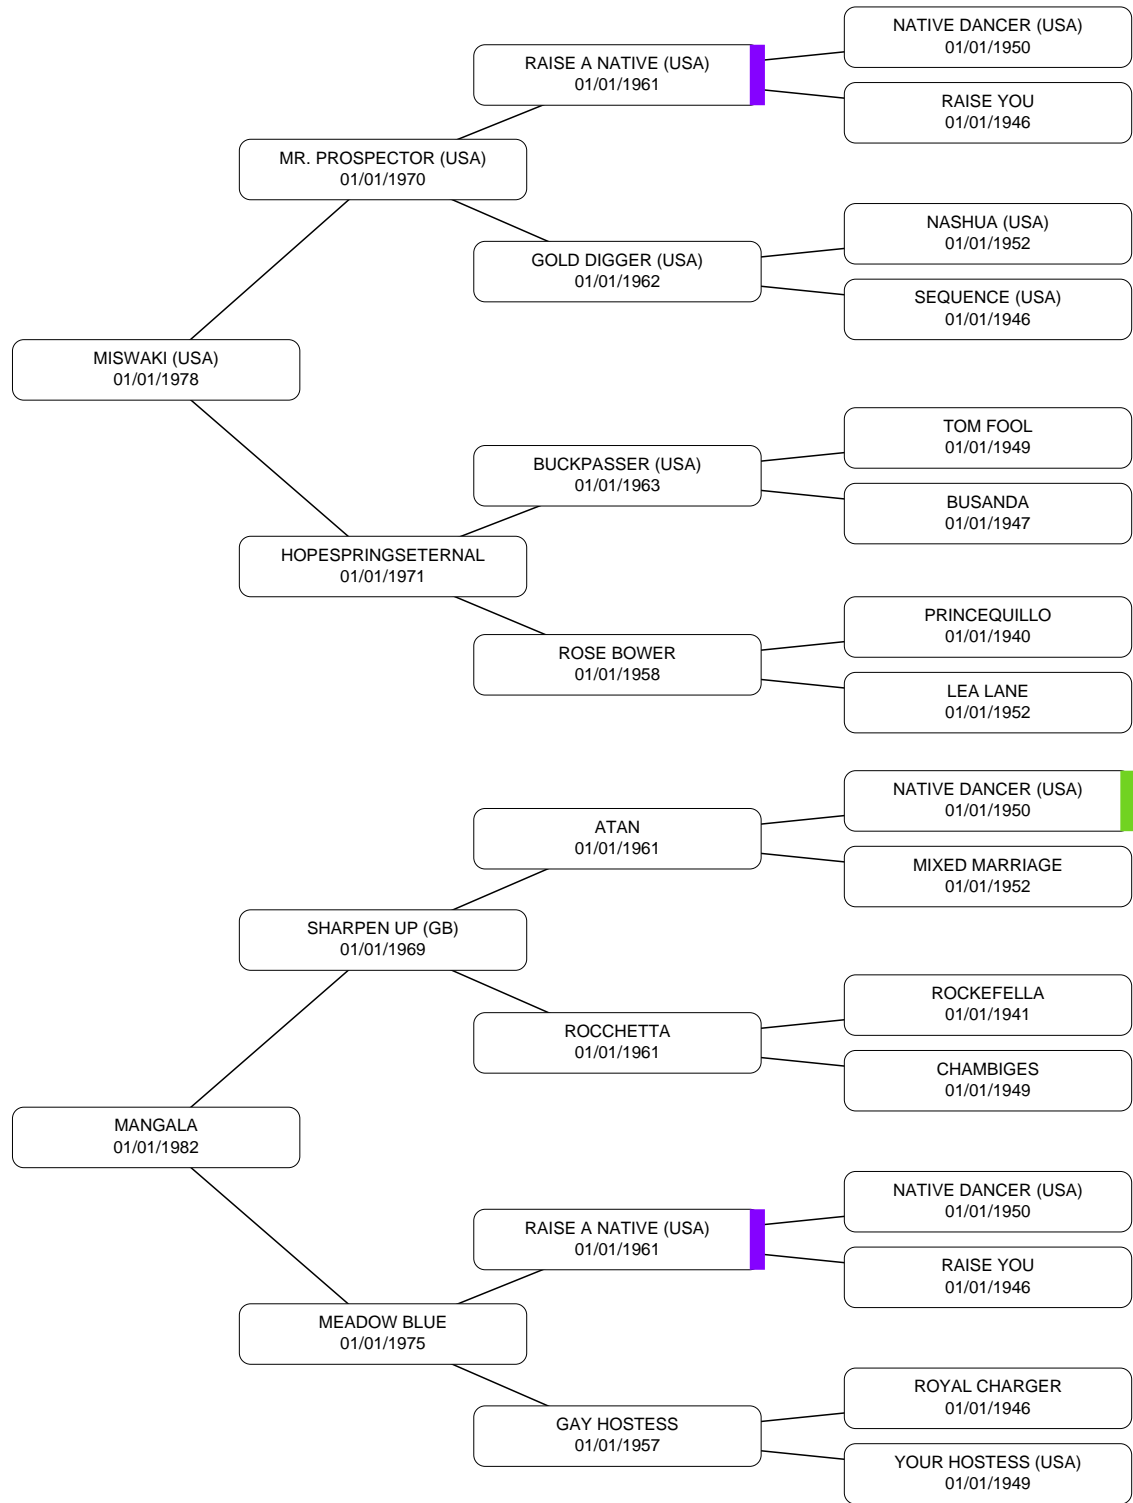 NATIVE DANCER (USA)
01/01/1950
RAISE A NATIVE (USA)
01/01/1961
RAISE YOU
01/01/1946
MR. PROSPECTOR (USA)
01/01/1970
NASHUA (USA)
01/01/1952
GOLD DIGGER (USA)
01/01/1962
SEQUENCE (USA)
01/01/1946
MISWAKI (USA)
01/01/1978
TOM FOOL
01/01/1949
BUCKPASSER (USA)
01/01/1963
BUSANDA
01/01/1947
HOPESPRINGSETERNAL
01/01/1971
PRINCEQUILLO
01/01/1940
ROSE BOWER
01/01/1958
LEA LANE
01/01/1952
NATIVE DANCER (USA)
01/01/1950
ATAN
01/01/1961
MIXED MARRIAGE
01/01/1952
SHARPEN UP (GB)
01/01/1969
ROCKEFELLA
01/01/1941
ROCCHETTA
01/01/1961
CHAMBIGES
01/01/1949
MANGALA
01/01/1982
NATIVE DANCER (USA)
01/01/1950
RAISE A NATIVE (USA)
01/01/1961
RAISE YOU
01/01/1946
MEADOW BLUE
01/01/1975
ROYAL CHARGER
01/01/1946
GAY HOSTESS
01/01/1957
YOUR HOSTESS (USA)
01/01/1949